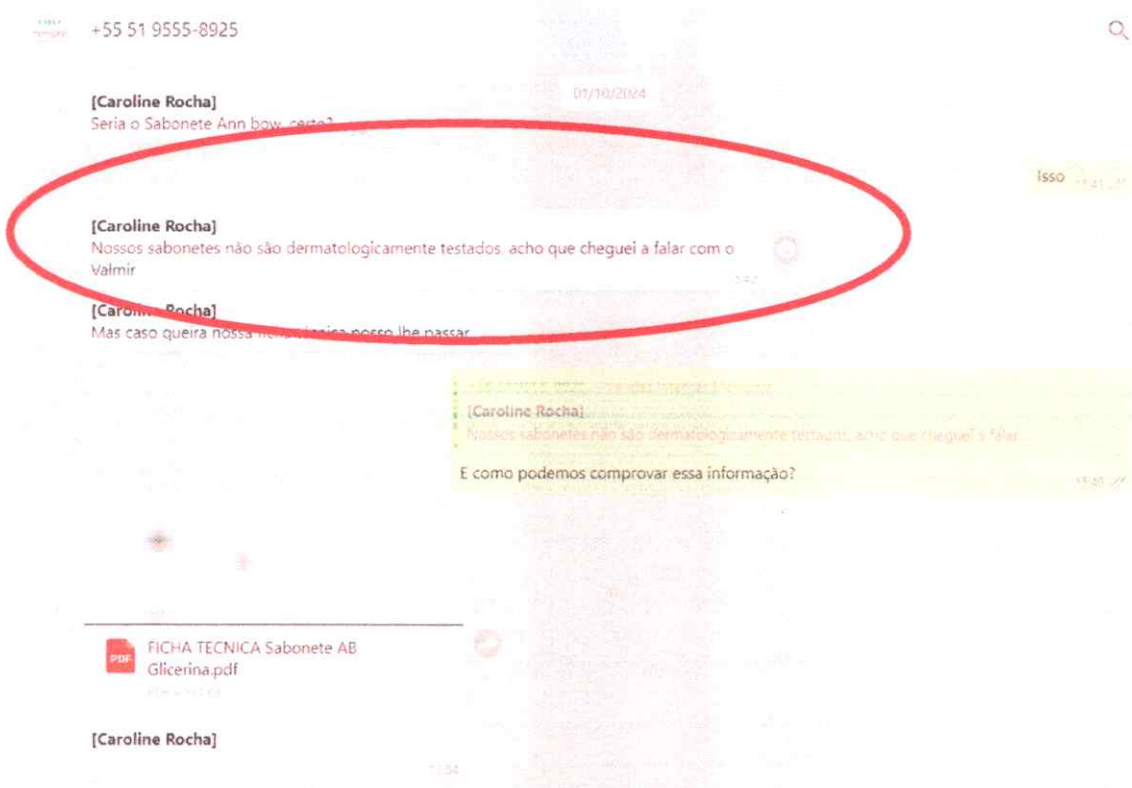 +55 51 9555-8925
01/10/2024
[Caroline Rocha]
Seria o Sabonete Ann bow, certo?
Isso
[Caroline Rocha]
Nossos sabonetes não são dermatologicamente testados, acho que cheguei a falar com o
Valmir
[Caroline Rocha]
Mas caso queira nossa ficha técnica posso lhe passar
[Caroline Rocha]
Nossos sabonetes não são dermatologicamente testados, acho que cheguei a falar...
E como podemos comprovar essa informação?
PDF
FICHA TECNICA Sabonete AB
Glicerina.pdf
[Caroline Rocha]